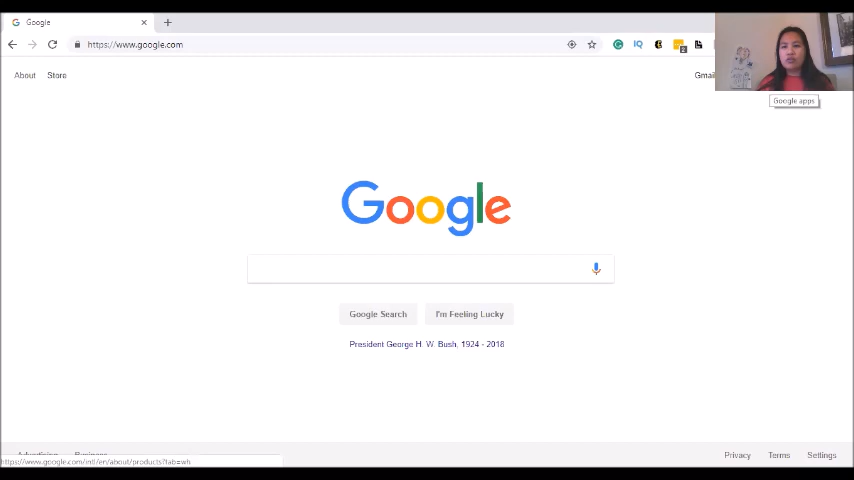 Google
https://www.google.com
About Store
Gmai
Google apps
Google
Google Search I'm Feeling Lucky
President George H. W. Bush, 1924 - 2018
Advertising Business
Privacy Terms Settings
https://www.google.com/intl/en/about/products?tab=wh